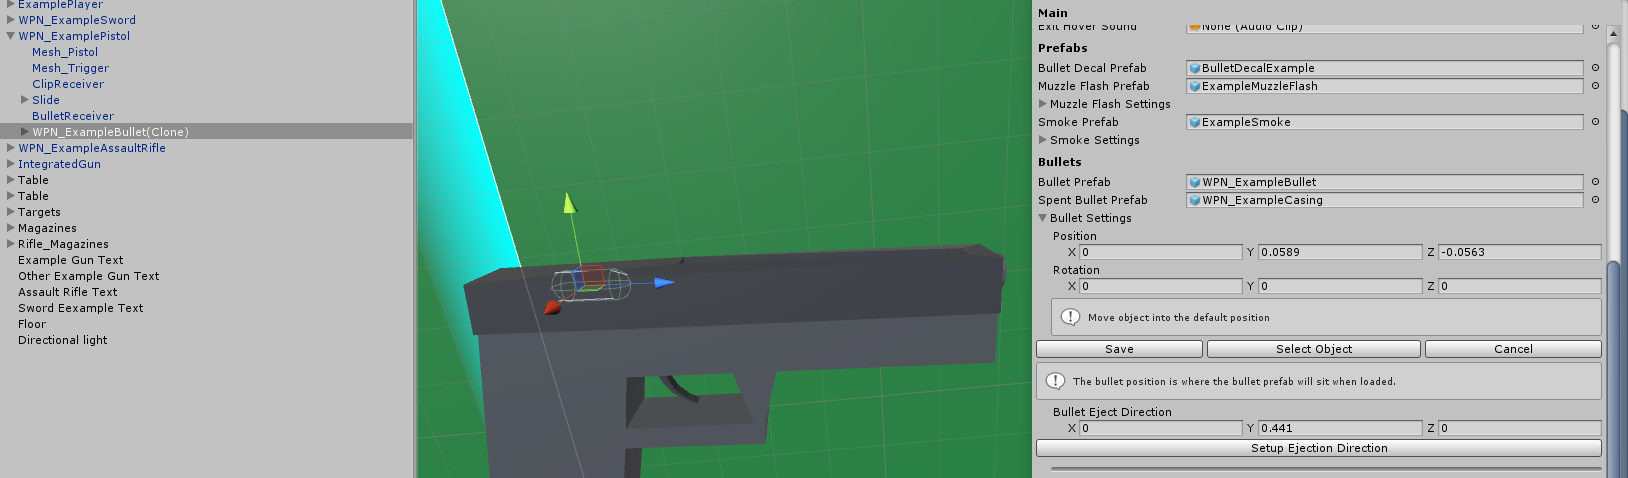 ExamplePlayer
WPN_ExampleSword
WPN_ExamplePistol
Mesh_Pistol
Mesh_Trigger
ClipReceiver
Slide
BulletReceiver
WPN_ExampleBullet(Clone)
WPN_ExampleAssaultRifle
IntegratedGun
Table
Table
Targets
Magazines
Rifle_Magazines
Example Gun Text
Other Example Gun Text
Assault Rifle Text
Sword Eexample Text
Floor
Directional light
Main
Exit Hover Sound None (Audio Clip)
Prefabs
Bullet Decal Prefab BulletDecalExample
Muzzle Flash Prefab ExampleMuzzleFlash
Muzzle Flash Settings
Smoke Prefab ExampleSmoke
Smoke Settings
Bullets
Bullet Prefab WPN_ExampleBullet
Spent Bullet Prefab WPN_ExampleCasing
Bullet Settings
Position
X 0 Y 0.0589 Z -0.0563
Rotation
X 0 Y 0 Z 0
Move object into the default position
Save Select Object Cancel
The bullet position is where the bullet prefab will sit when loaded.
Bullet Eject Direction
X 0 Y 0.441 Z 0
Setup Ejection Direction